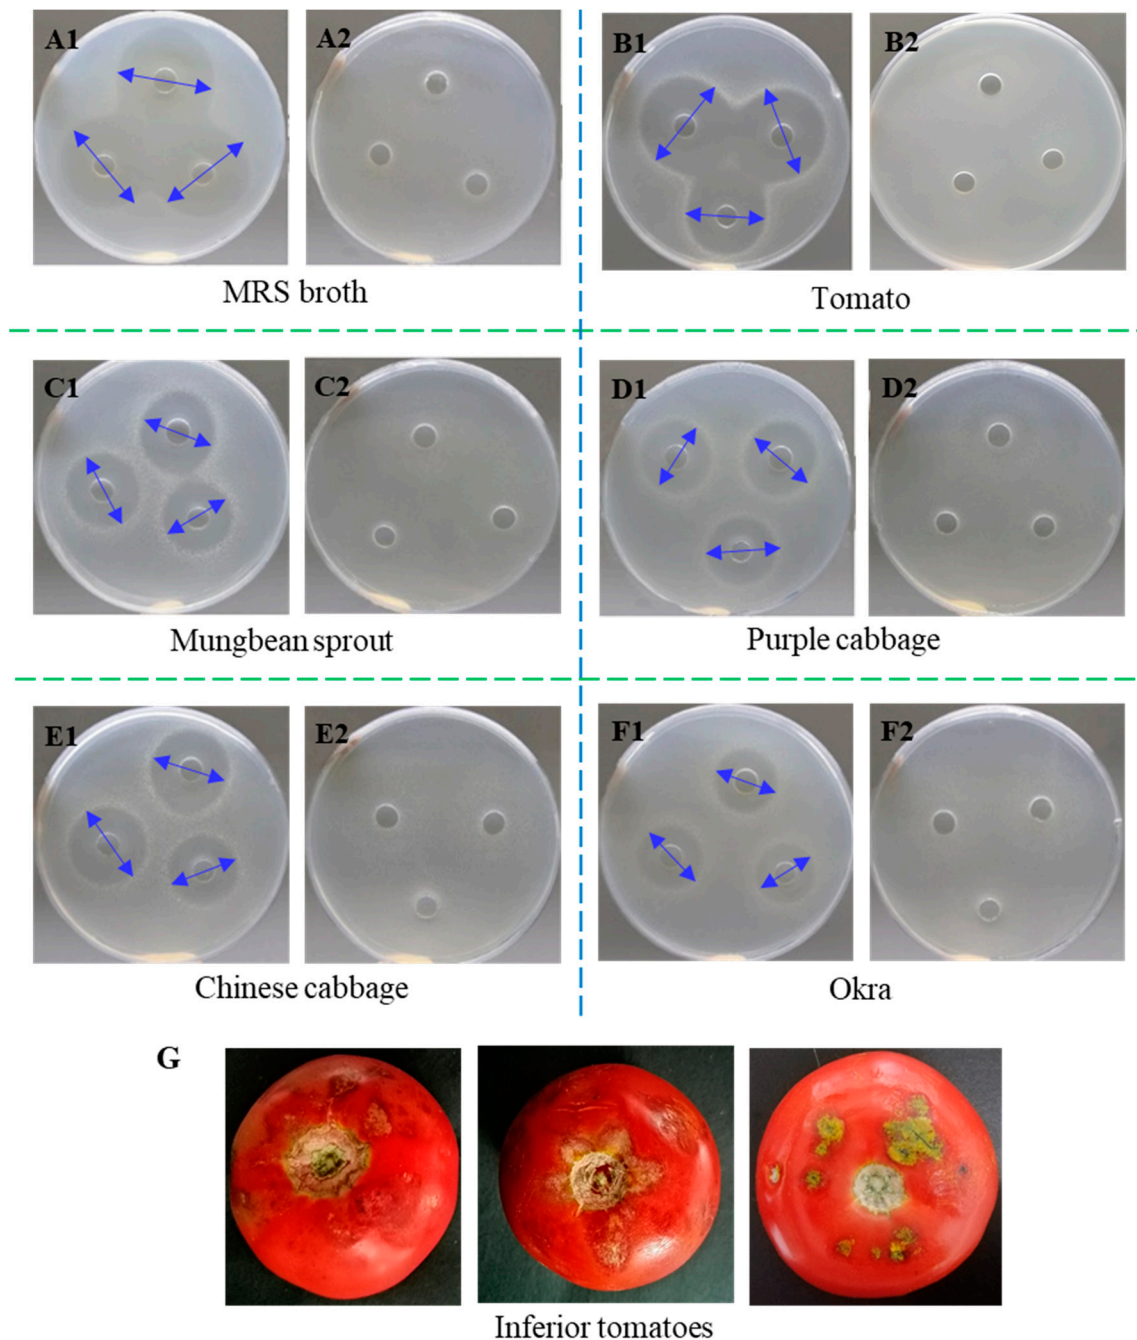 A1 A2 B1 B2
MRS broth Tomato
C1 C2 D1 D2
Mungbean sprout Purple cabbage
E1 E2 F1 F2
Chinese cabbage Okra
G
Inferior tomatoes